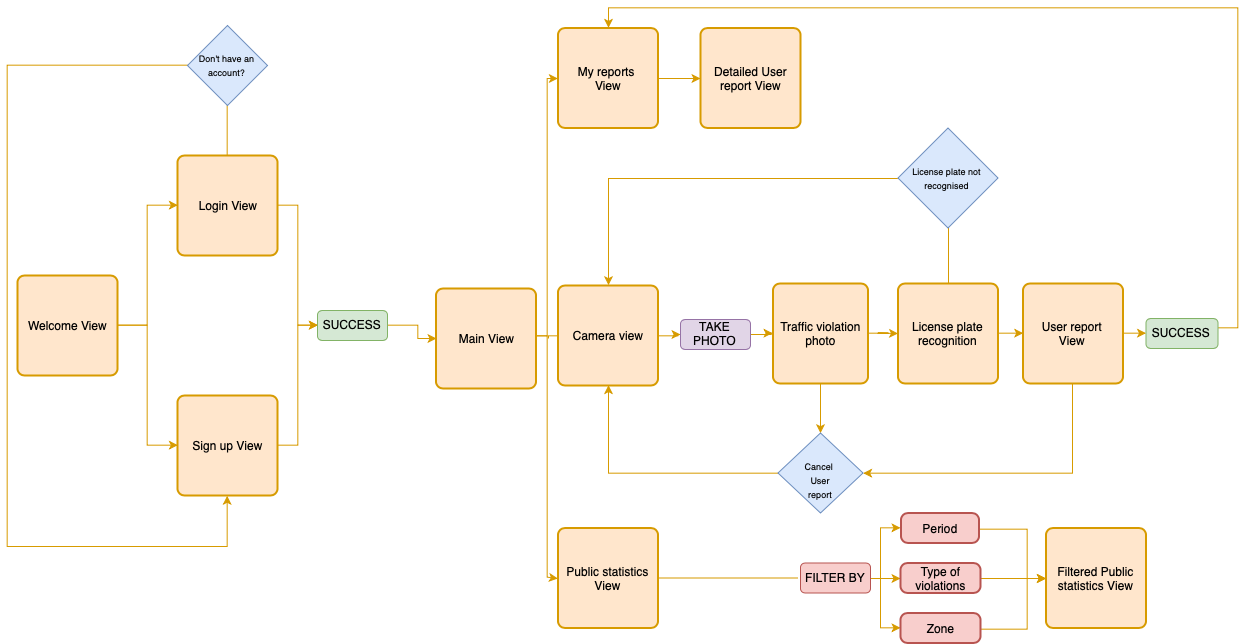 Don't have an
account?
Login View
Welcome View
Sign up View
SUCCESS
Main View
My reports
View
Detailed User
report View
License plate not
recognised
Camera view
TAKE
PHOTO
Traffic violation
photo
License plate
recognition
User report
View
SUCCESS
Cancel
User
report
Public statistics
View
FILTER BY
Period
Type of
violations
Zone
Filtered Public
statistics View